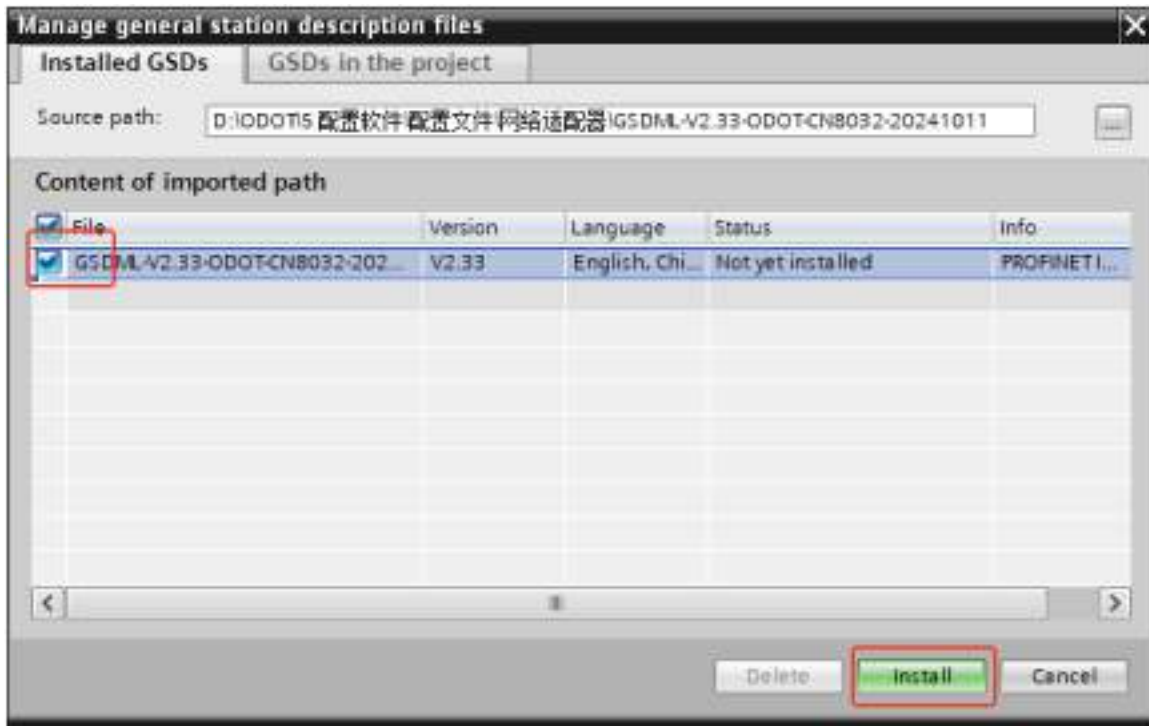 Manage general station description files
Installed GSDs
GSDs in the project
Source path:
D:\ODOT\5 配置软件\配置文件\网络适配器\GSDML-V2.33-ODOT-CN8032-20241011
...
Content of imported path
File Version Language Status Info
GSDML-V2.33-ODOT-CN8032-202... V2.33 English, Chi... Not yet installed PROFINET I...
Delete Install Cancel